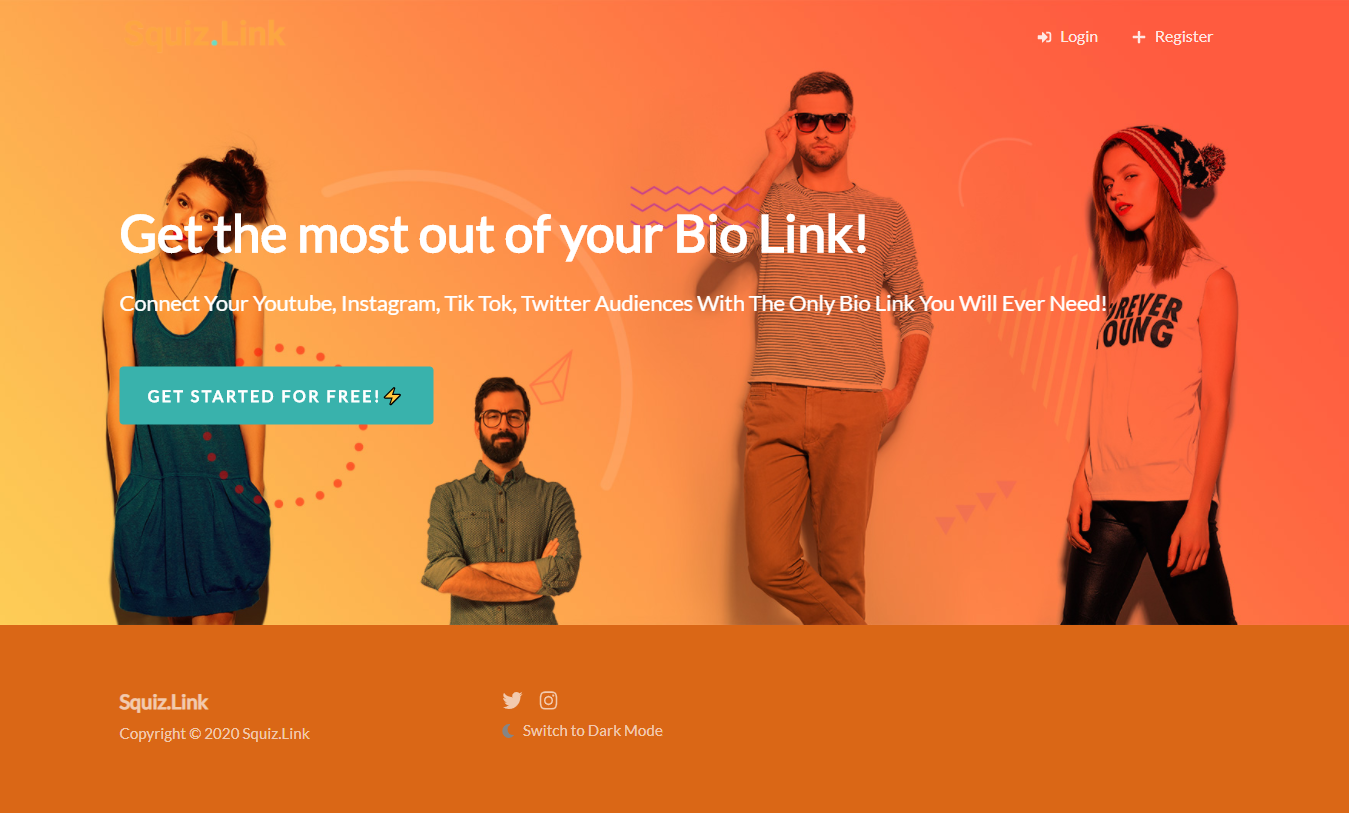 Squiz.Link
Login
Register
Get the most out of your Bio Link!
Connect Your Youtube, Instagram, Tik Tok, Twitter Audiences With The Only Bio Link You Will Ever Need!
FOREVER
YOUNG
GET STARTED FOR FREE!⚡
Squiz.Link
Copyright © 2020 Squiz.Link
Switch to Dark Mode